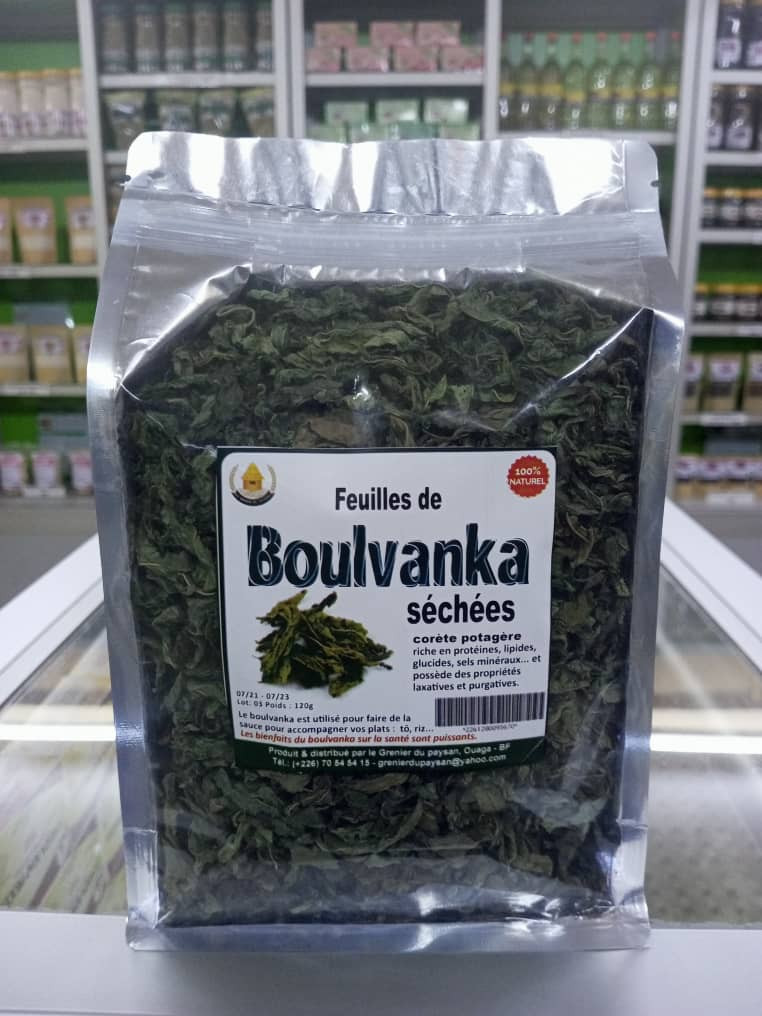 100%
NATUREL
Feuilles de
Boulvanka
séchées
corète potagère
riche en protéines, lipides,
glucides, sels minéraux... et
possède des propriétés
laxatives et purgatives.
07/21 - 07/23
Lot: 03 Poids : 120g
Le boulvanka est utilisé pour faire de la
sauce pour accompagner vos plats : tô, riz...
Les bienfaits du boulvanka sur la santé sont puissants.
Produit & distribué par le Grenier du paysan, Ouaga - BF
Tél.: (+226) 70 54 54 15 - grenierdupaysan@yahoo.com